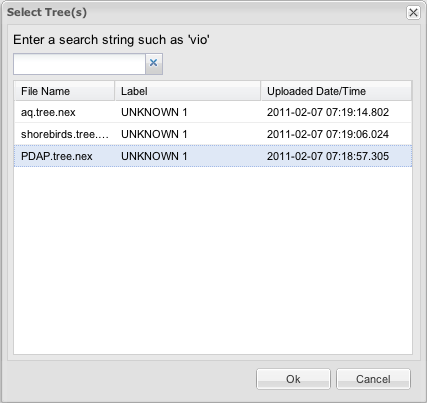 Select Tree(s)
Enter a search string such as 'vio'
File Name Label Uploaded Date/Time
aq.tree.nex UNKNOWN 1 2011-02-07 07:19:14.802
shorebirds.tree.... UNKNOWN 1 2011-02-07 07:19:06.024
PDAP.tree.nex UNKNOWN 1 2011-02-07 07:18:57.305
Ok Cancel